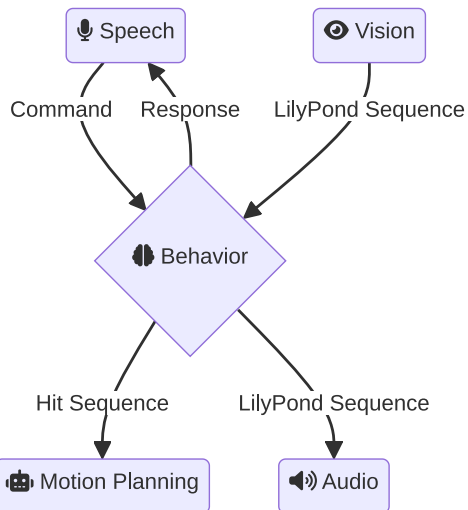 Speech
Vision
Command
Response
LilyPond Sequence
Behavior
Hit Sequence
LilyPond Sequence
Motion Planning
Audio